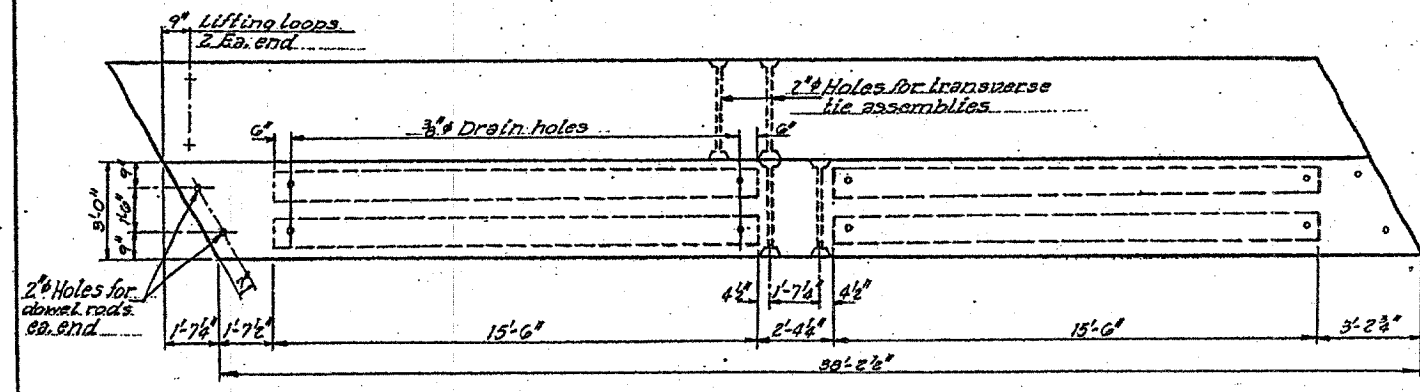 9" Lifting loops
2 Ea. end
2"φ Holes for transverse
tie assemblies
6" 3/8"φ Drain holes 6"
3'-0"
9" 1'-6" 9"
2"φ Holes for
dowel rods
ea. end
4½" 1'-7¼" 4½"
1'-7¼" 1'-7½" 15'-6" 2'-4¼" 15'-6" 3'-2¾"
38'-2½"